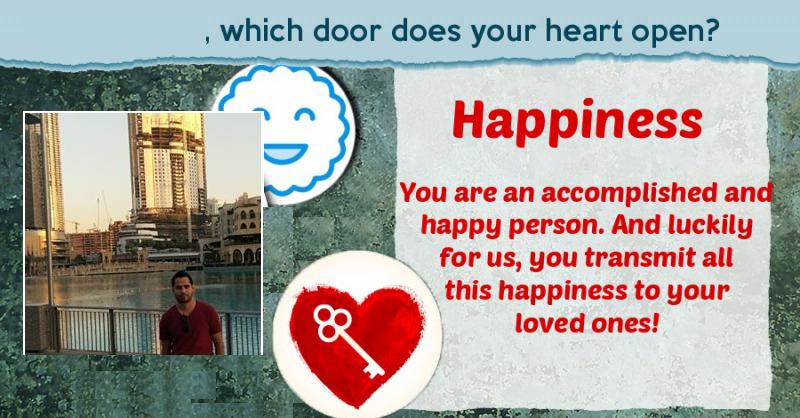 , which door does your heart open?
Happiness
You are an accomplished and
happy person. And luckily
for us, you transmit all
this happiness to your
loved ones!